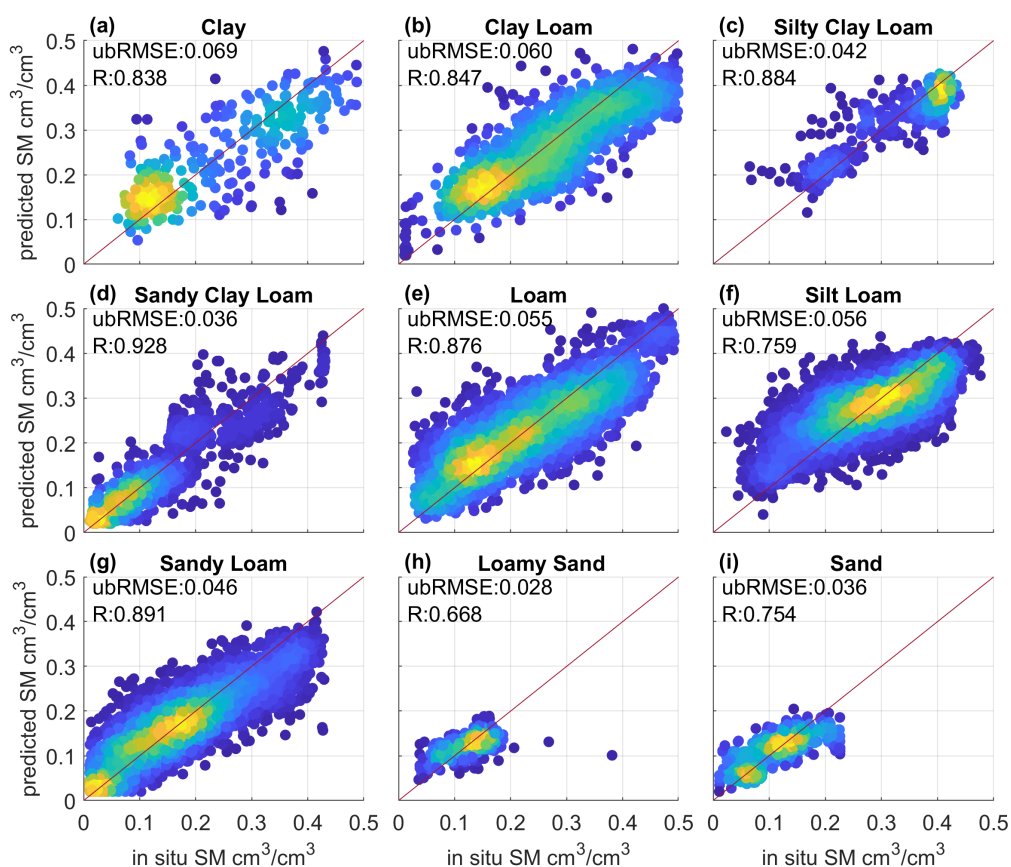 (a) Clay
ubRMSE:0.069
R:0.838
(b) Clay Loam
ubRMSE:0.060
R:0.847
(c) Silty Clay Loam
ubRMSE:0.042
R:0.884
predicted SM cm³/cm³
0.5
0.4
0.3
0.2
0.1
0
(d) Sandy Clay Loam
ubRMSE:0.036
R:0.928
(e) Loam
ubRMSE:0.055
R:0.876
(f) Silt Loam
ubRMSE:0.056
R:0.759
predicted SM cm³/cm³
0.5
0.4
0.3
0.2
0.1
0
(g) Sandy Loam
ubRMSE:0.046
R:0.891
(h) Loamy Sand
ubRMSE:0.028
R:0.668
(i) Sand
ubRMSE:0.036
R:0.754
predicted SM cm³/cm³
0.5
0.4
0.3
0.2
0.1
0
0 0.1 0.2 0.3 0.4 0.5
0 0.1 0.2 0.3 0.4 0.5
0 0.1 0.2 0.3 0.4 0.5
in situ SM cm³/cm³
in situ SM cm³/cm³
in situ SM cm³/cm³